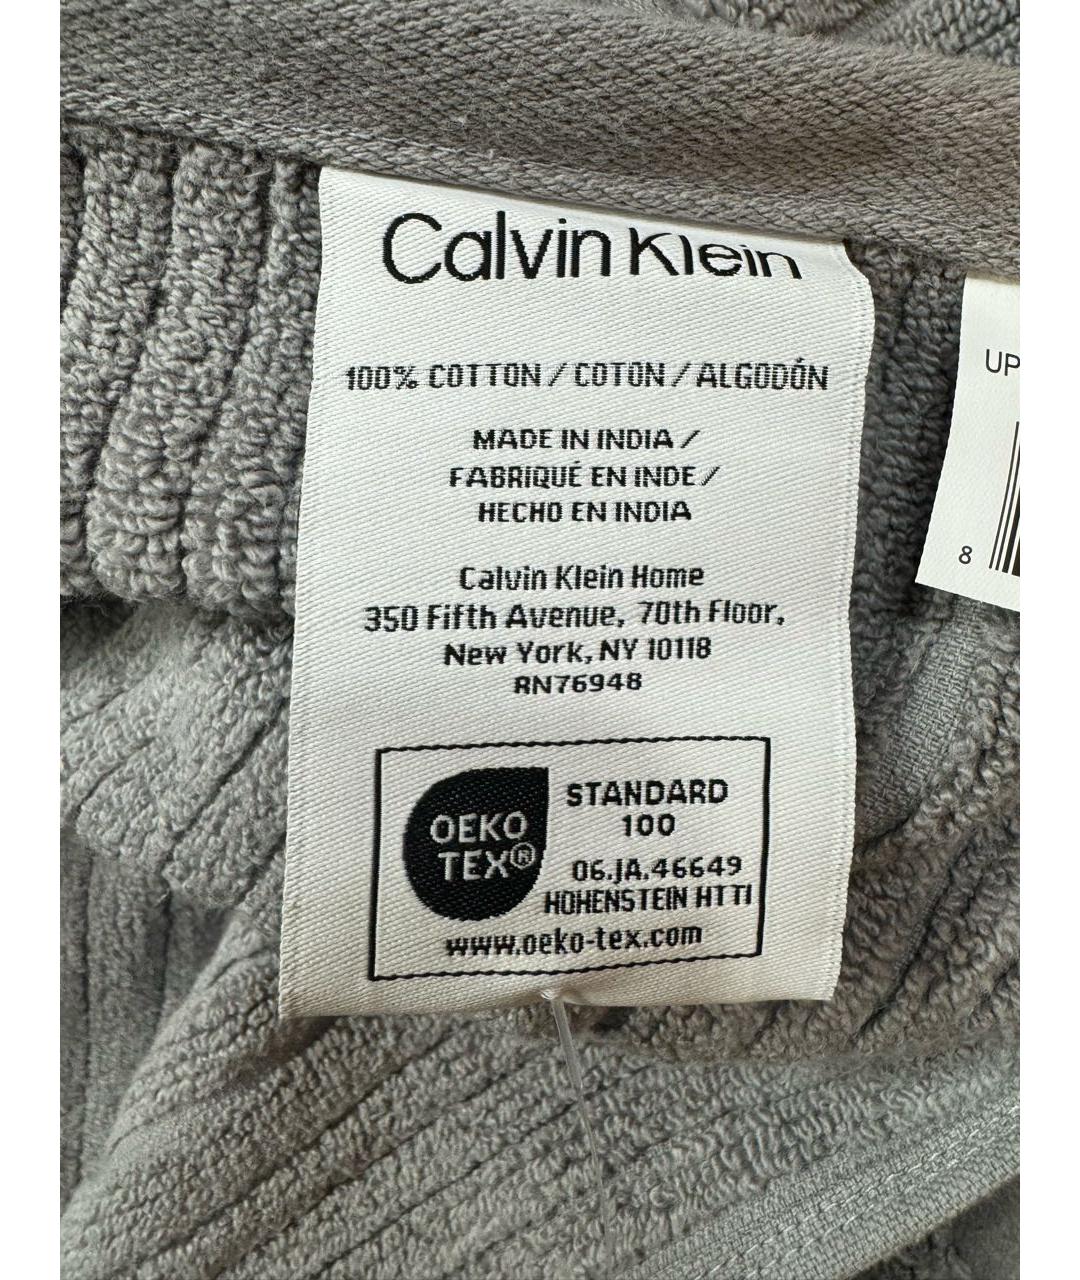 Calvin Klein
100% COTTON / COTON / ALGODÓN
MADE IN INDIA /
FABRIQUÉ EN INDE /
HECHO EN INDIA
Calvin Klein Home
350 Fifth Avenue, 70th Floor,
New York, NY 10118
RN76948
OEKO
TEX®
STANDARD
100
06.JA.46649
HOHENSTEIN HTTI
www.oeko-tex.com
UP
8